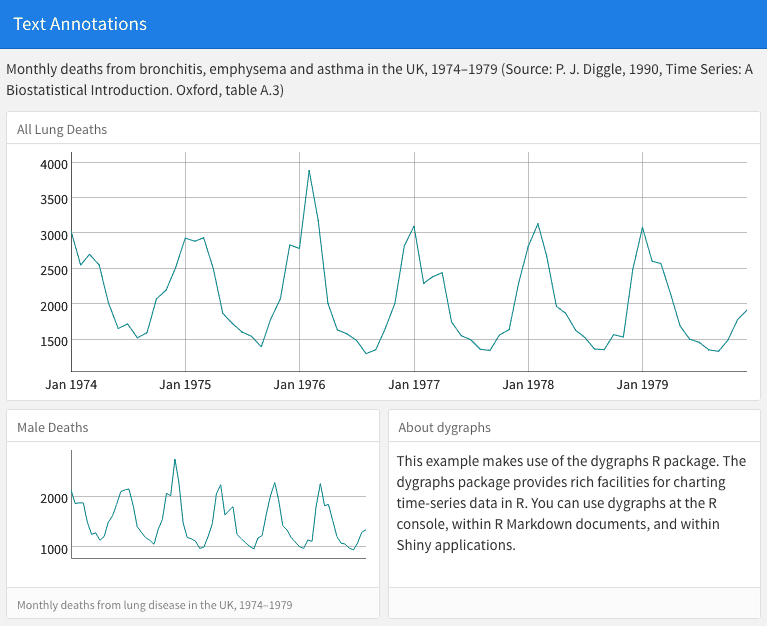 Text Annotations
Monthly deaths from bronchitis, emphysema and asthma in the UK, 1974–1979 (Source: P. J. Diggle, 1990, Time Series: A
Biostatistical Introduction. Oxford, table A.3)
All Lung Deaths
4000
3500
3000
2500
2000
1500
Jan 1974 Jan 1975 Jan 1976 Jan 1977 Jan 1978 Jan 1979
Male Deaths
2000
1000
Monthly deaths from lung disease in the UK, 1974–1979
About dygraphs
This example makes use of the dygraphs R package. The
dygraphs package provides rich facilities for charting
time-series data in R. You can use dygraphs at the R
console, within R Markdown documents, and within
Shiny applications.